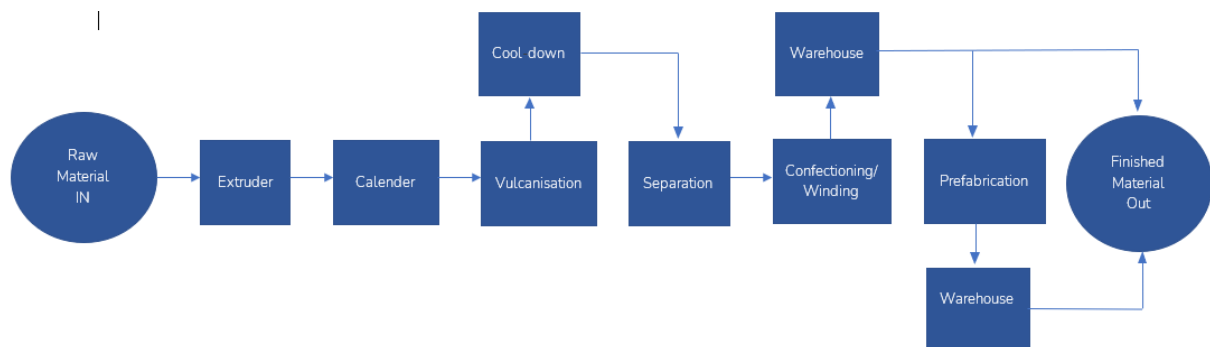 Raw
Material
IN
Extruder
Calender
Vulcanisation
Cool down
Separation
Confectioning/
Winding
Warehouse
Prefabrication
Warehouse
Finished
Material
Out